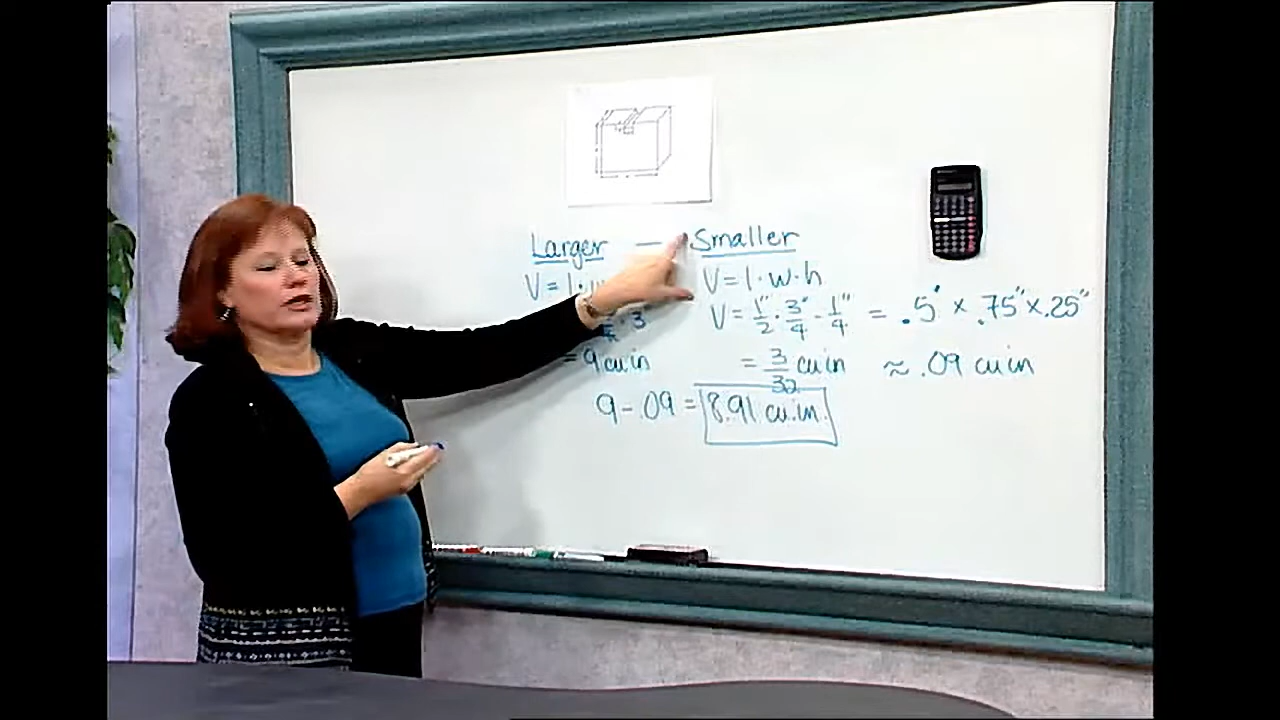 Larger — Smaller
V = l · V = l · w · h
3 V = 1/2" · 3/4" · 1/4" = .5" x .75" x .25"
= 9 cu in = 3/32 cu in ≈ .09 cu in
9 - .09 = 8.91 cu.in.